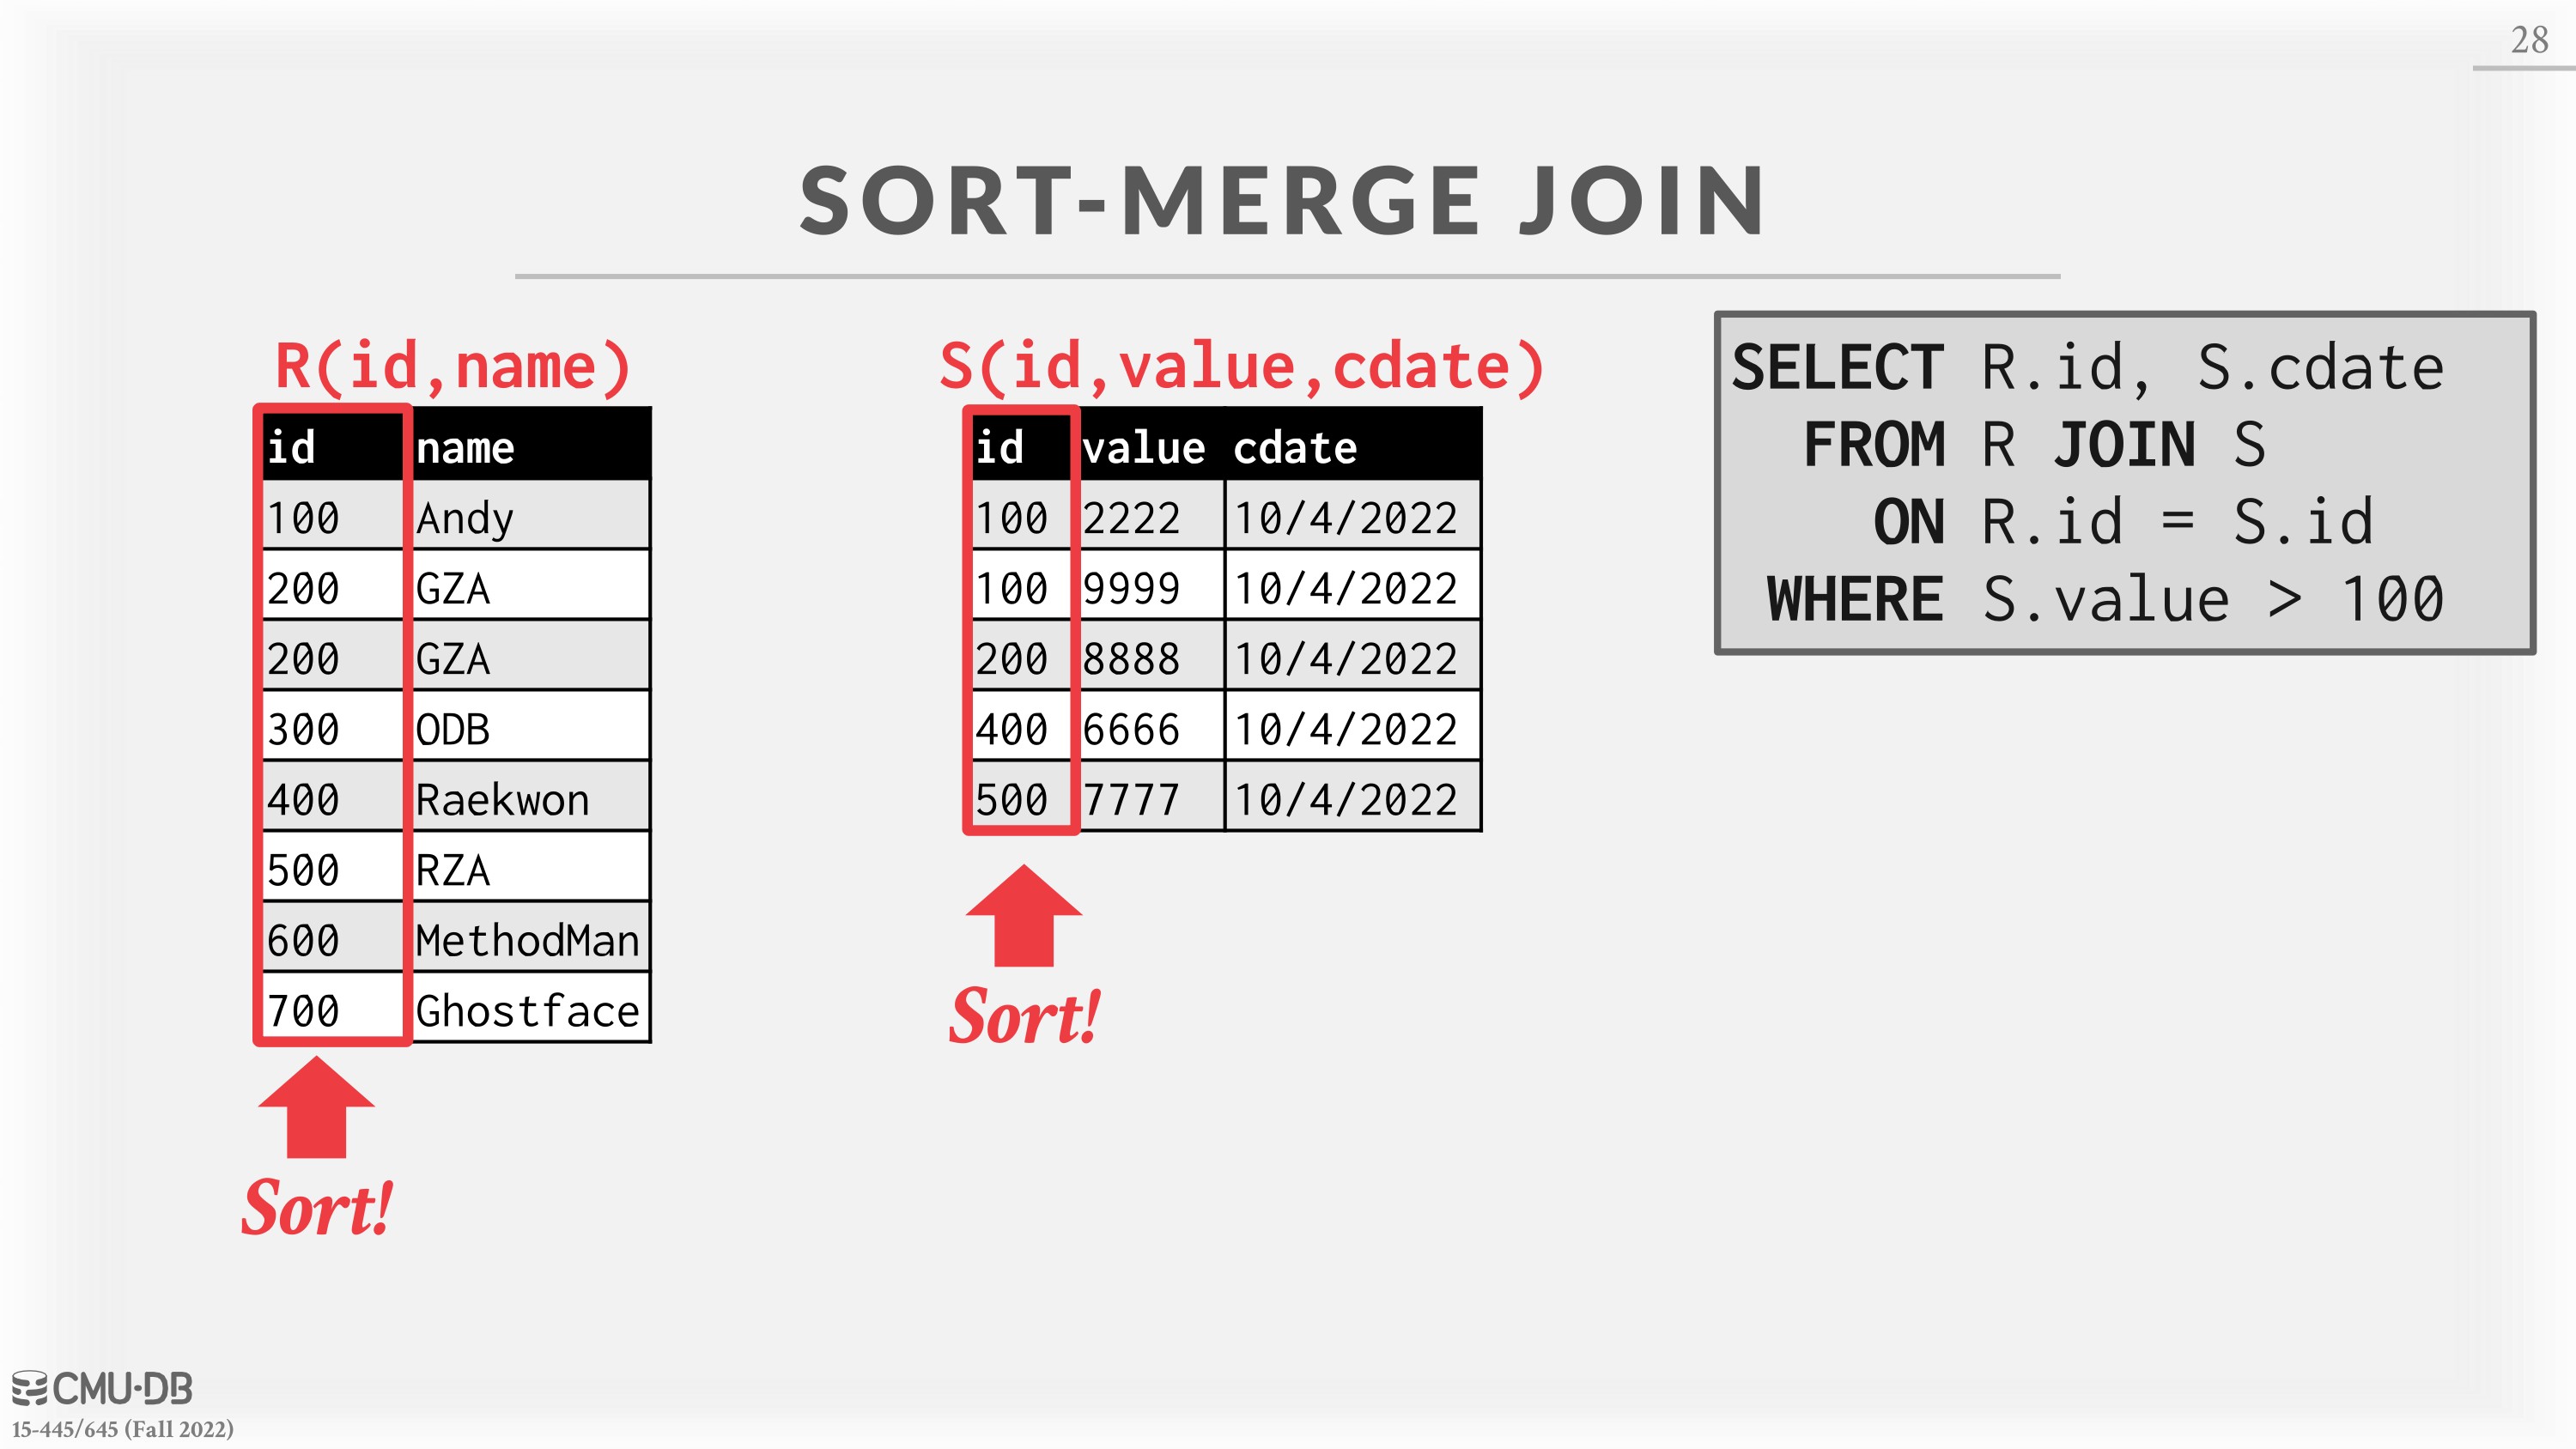 28
SORT-MERGE JOIN
R(id,name)
id name
100 Andy
200 GZA
200 GZA
300 ODB
400 Raekwon
500 RZA
600 MethodMan
700 Ghostface
Sort!
S(id,value,cdate)
id value cdate
100 2222 10/4/2022
100 9999 10/4/2022
200 8888 10/4/2022
400 6666 10/4/2022
500 7777 10/4/2022
Sort!
SELECT R.id, S.cdate
FROM R JOIN S
ON R.id = S.id
WHERE S.value > 100
CMU·DB
15-445/645 (Fall 2022)